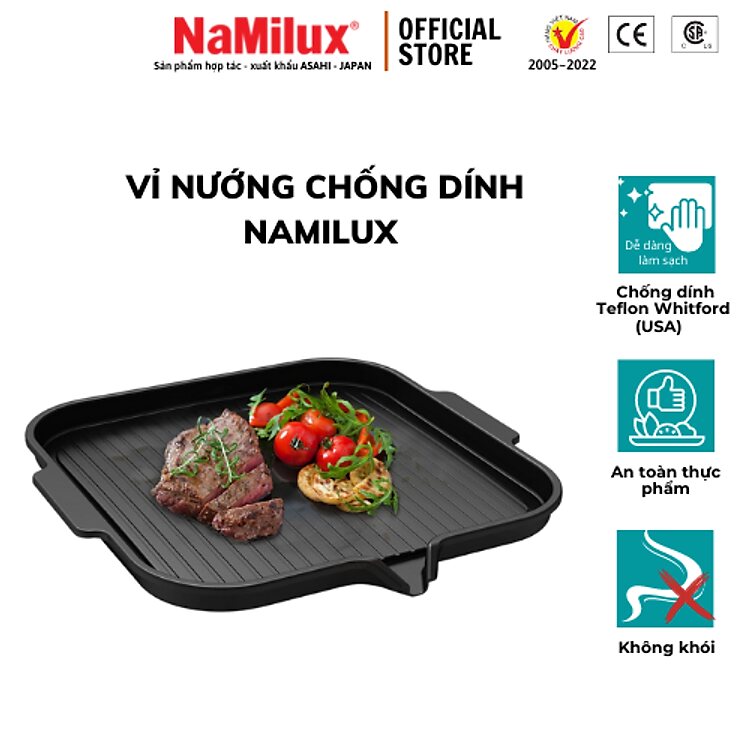 NaMilux®
Sản phẩm hợp tác - xuất khẩu ASAHI - JAPAN
OFFICIAL
STORE
2005-2022
CE
VỈ NƯỚNG CHỐNG DÍNH
NAMILUX
Dễ dàng
làm sạch
Chống dính
Teflon Whitford
(USA)
An toàn thực
phẩm
Không khói